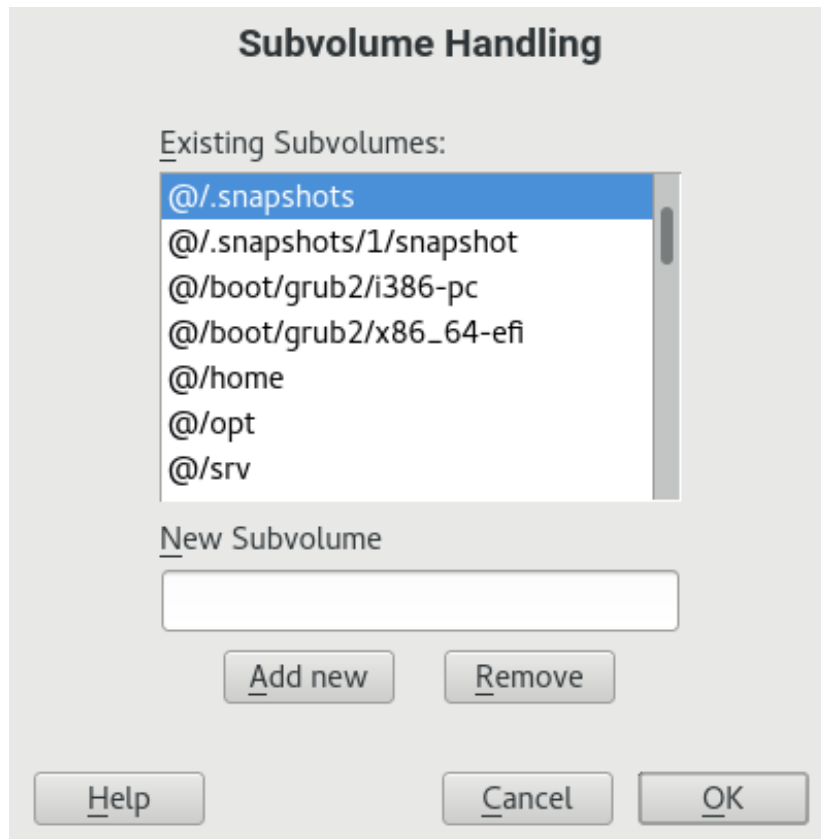 Subvolume Handling
Existing Subvolumes:
@/.snapshots
@/.snapshots/1/snapshot
@/boot/grub2/i386-pc
@/boot/grub2/x86_64-efi
@/home
@/opt
@/srv
New Subvolume
Add new Remove
Help Cancel OK